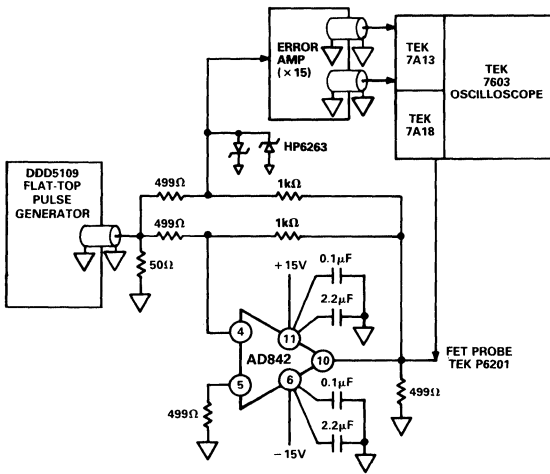 ERROR
AMP
(×15)
TEK
7A13
TEK
7603
OSCILLOSCOPE
TEK
7A18
HP6263
DDD5109
FLAT-TOP
PULSE
GENERATOR
499Ω
1kΩ
499Ω
1kΩ
50Ω
+15V
0.1μF
2.2μF
4
11
AD842
10
5
6
FET PROBE
TEK P6201
0.1μF
499Ω
499Ω
2.2μF
−15V